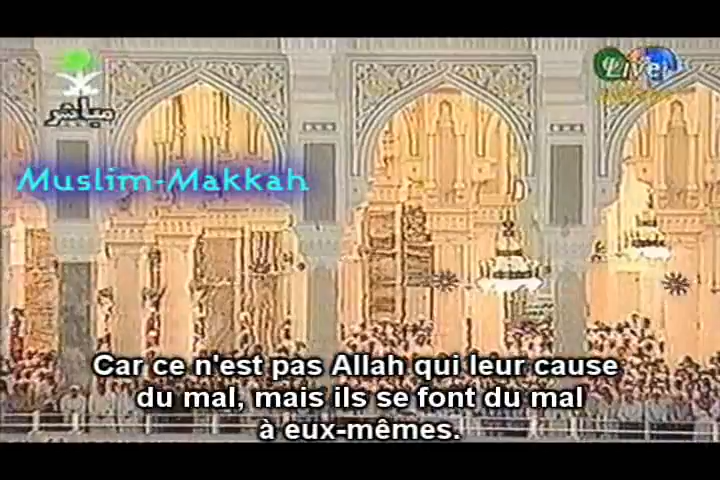 Live
مباشر
Muslim-Makkah
Car ce n'est pas Allah qui leur cause
du mal, mais ils se font du mal
à eux-mêmes.